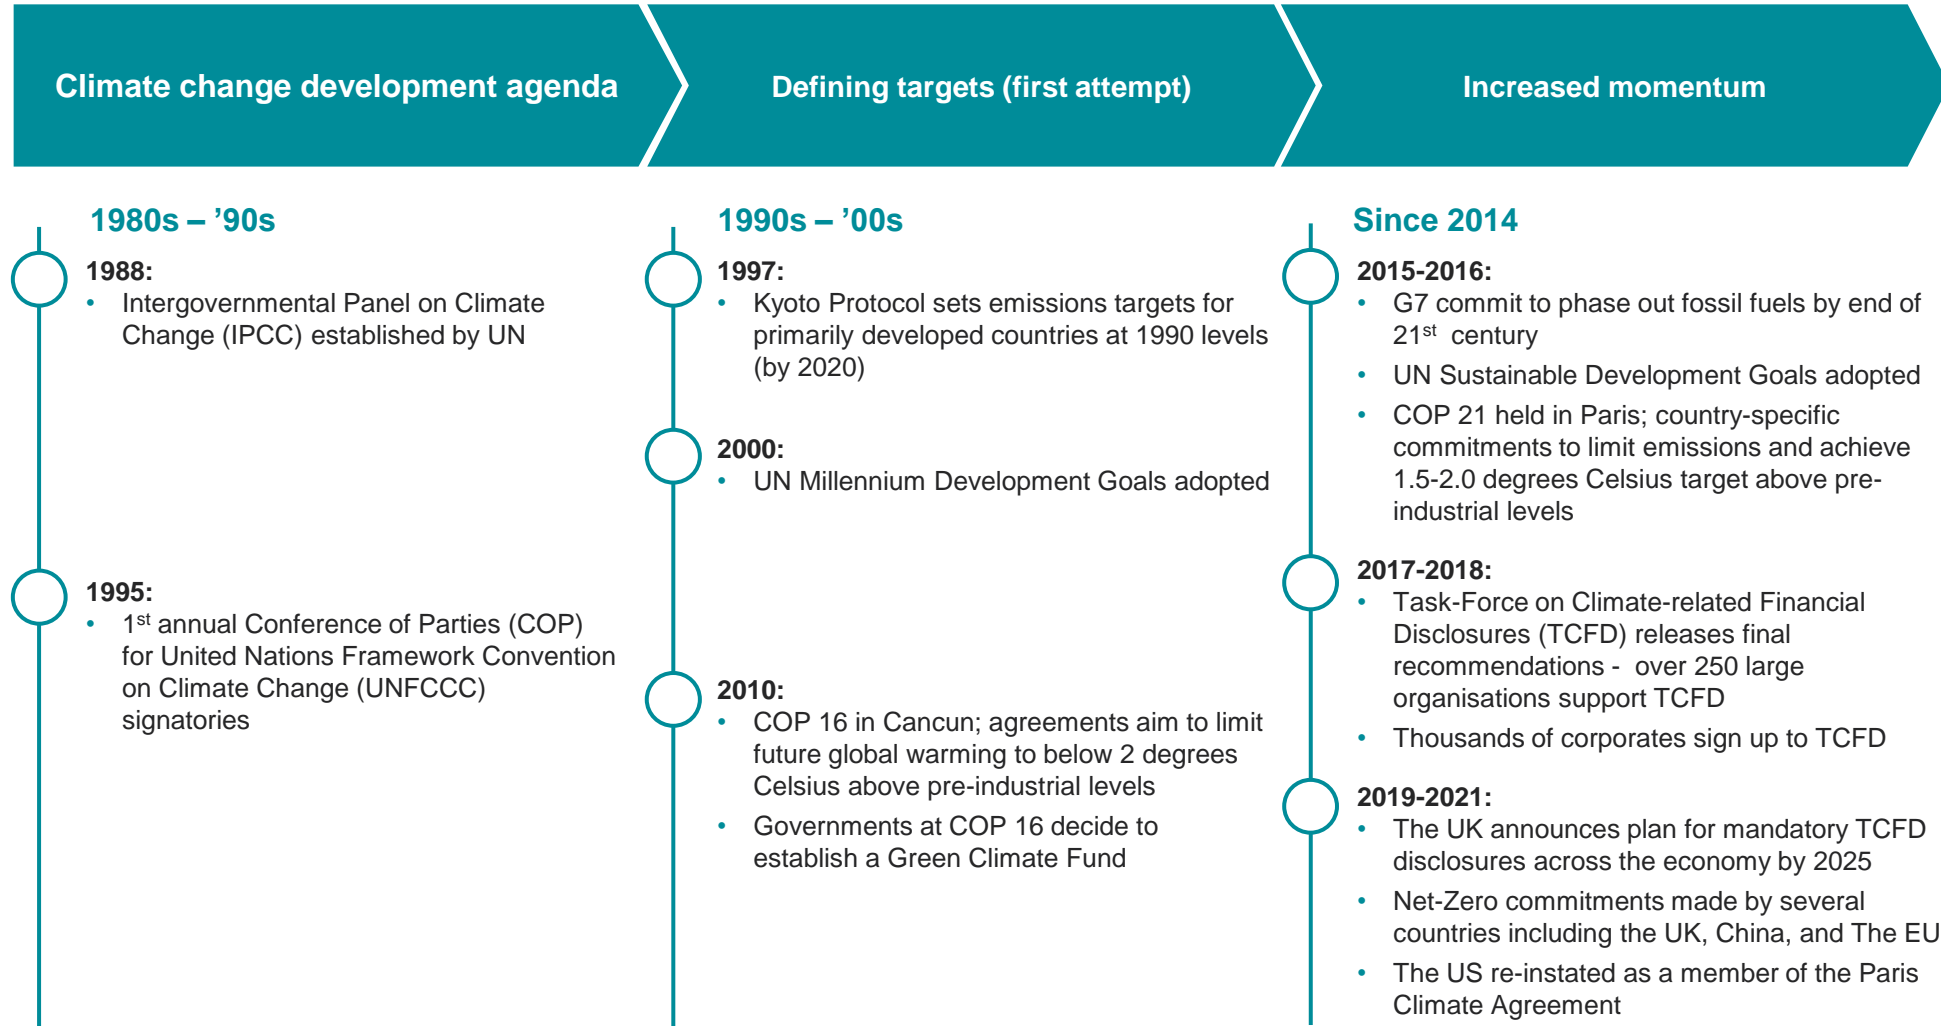 Climate change development agenda
Defining targets (first attempt)
Increased momentum
1980s – ’90s
1988:
• Intergovernmental Panel on Climate
Change (IPCC) established by UN
1995:
• 1st annual Conference of Parties (COP)
for United Nations Framework Convention
on Climate Change (UNFCCC)
signatories
1990s – ’00s
1997:
• Kyoto Protocol sets emissions targets for
primarily developed countries at 1990 levels
(by 2020)
2000:
• UN Millennium Development Goals adopted
2010:
• COP 16 in Cancun; agreements aim to limit
future global warming to below 2 degrees
Celsius above pre-industrial levels
• Governments at COP 16 decide to
establish a Green Climate Fund
Since 2014
2015-2016:
• G7 commit to phase out fossil fuels by end of
21st century
• UN Sustainable Development Goals adopted
• COP 21 held in Paris; country-specific
commitments to limit emissions and achieve
1.5-2.0 degrees Celsius target above pre-
industrial levels
2017-2018:
• Task-Force on Climate-related Financial
Disclosures (TCFD) releases final
recommendations - over 250 large
organisations support TCFD
• Thousands of corporates sign up to TCFD
2019-2021:
• The UK announces plan for mandatory TCFD
disclosures across the economy by 2025
• Net-Zero commitments made by several
countries including the UK, China, and The EU
• The US re-instated as a member of the Paris
Climate Agreement